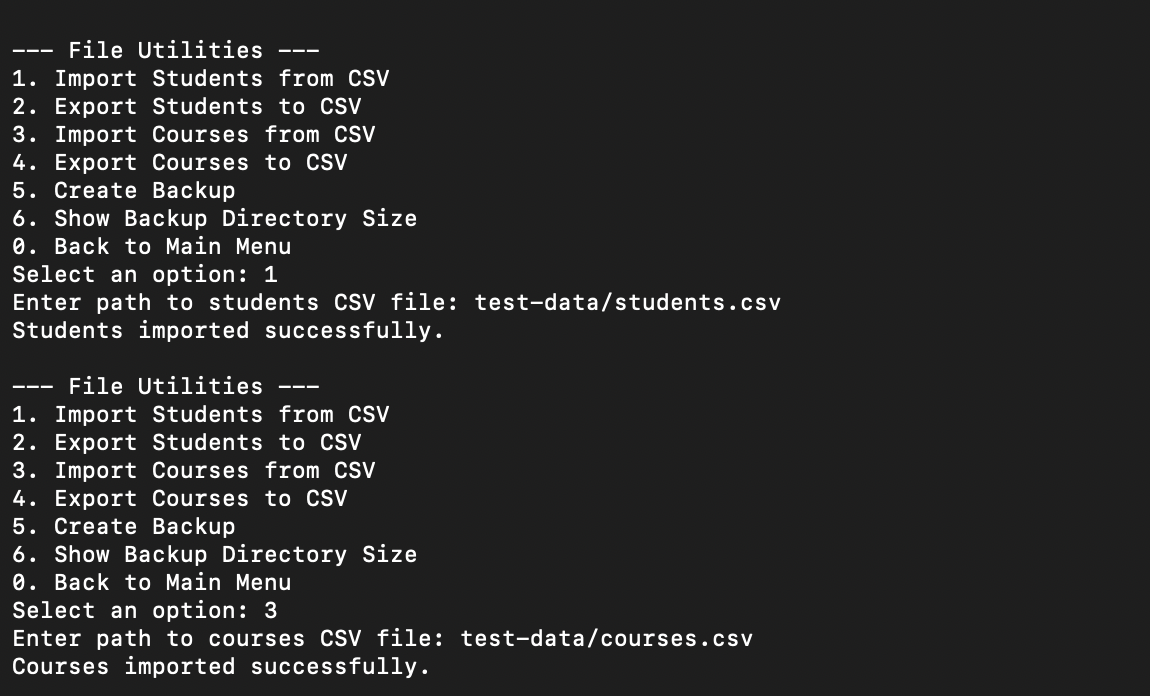 --- File Utilities ---
1. Import Students from CSV
2. Export Students to CSV
3. Import Courses from CSV
4. Export Courses to CSV
5. Create Backup
6. Show Backup Directory Size
0. Back to Main Menu
Select an option: 1
Enter path to students CSV file: test-data/students.csv
Students imported successfully.
--- File Utilities ---
1. Import Students from CSV
2. Export Students to CSV
3. Import Courses from CSV
4. Export Courses to CSV
5. Create Backup
6. Show Backup Directory Size
0. Back to Main Menu
Select an option: 3
Enter path to courses CSV file: test-data/courses.csv
Courses imported successfully.